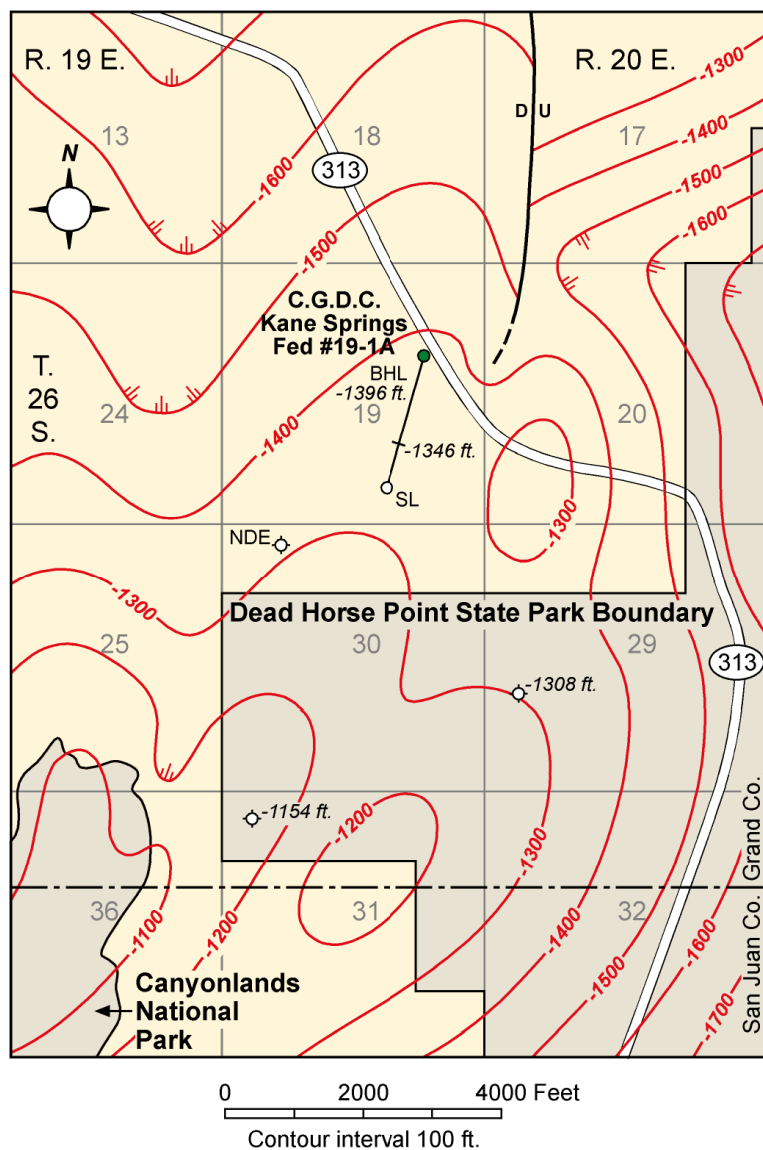 R. 19 E.
R. 20 E.
-1300
D U
13
18
17
-1400
N
313
-1600
-1500
-1600
-1500
C.G.D.C.
Kane Springs
Fed #19-1A
T.
26
S.
BHL
-1396 ft.
24
19
20
-1400
-1346 ft.
SL
-1300
NDE
-1300
Dead Horse Point State Park Boundary
25
30
29
313
-1308 ft.
-1154 ft.
-1200
-1300
Grand Co.
San Juan Co.
36
31
32
-1100
-1200
-1400
-1500
-1600
-1700
Canyonlands
National
Park
0 2000 4000 Feet
Contour interval 100 ft.